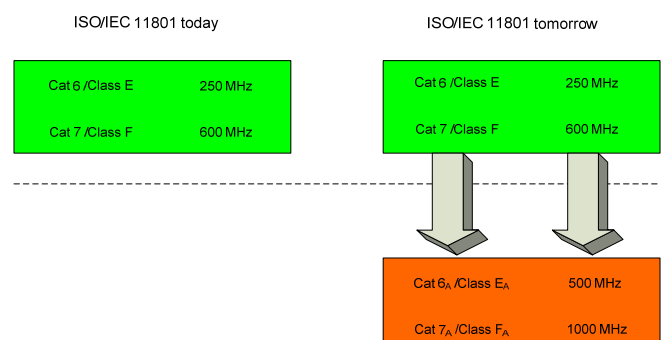 ISO/IEC 11801 today
ISO/IEC 11801 tomorrow
Cat 6 /Class E 250 MHz
Cat 7 /Class F 600 MHz
Cat 6 /Class E 250 MHz
Cat 7 /Class F 600 MHz
Cat 6A /Class EA 500 MHz
Cat 7A /Class FA 1000 MHz